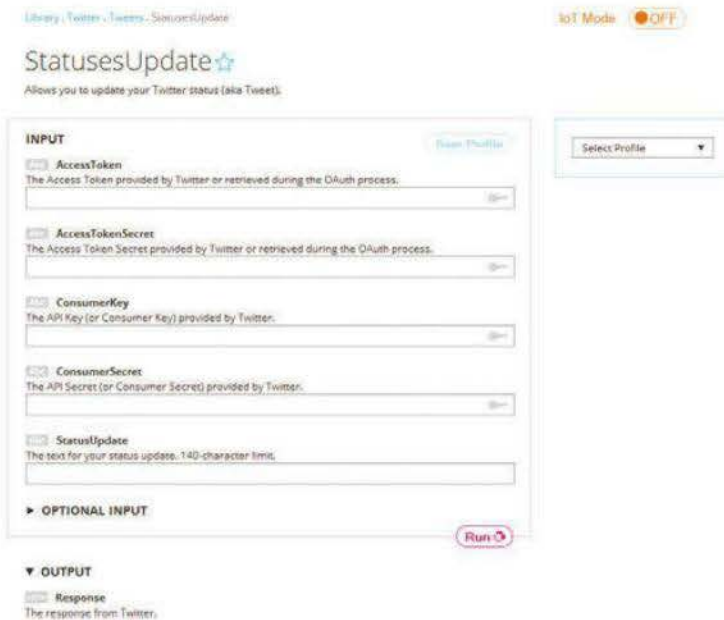 Library . Twitter . Tweets . StatusesUpdate
IoT Mode OFF
StatusesUpdate
Allows you to update your Twitter status (aka Tweet).
INPUT
Save Profile
Select Profile
AccessToken
The Access Token provided by Twitter or retrieved during the OAuth process.
AccessTokenSecret
The Access Token Secret provided by Twitter or retrieved during the OAuth process.
ConsumerKey
The API Key (or Consumer Key) provided by Twitter.
ConsumerSecret
The API Secret (or Consumer Secret) provided by Twitter.
StatusUpdate
The text for your status update. 140-character limit.
OPTIONAL INPUT
Run
OUTPUT
Response
The response from Twitter.